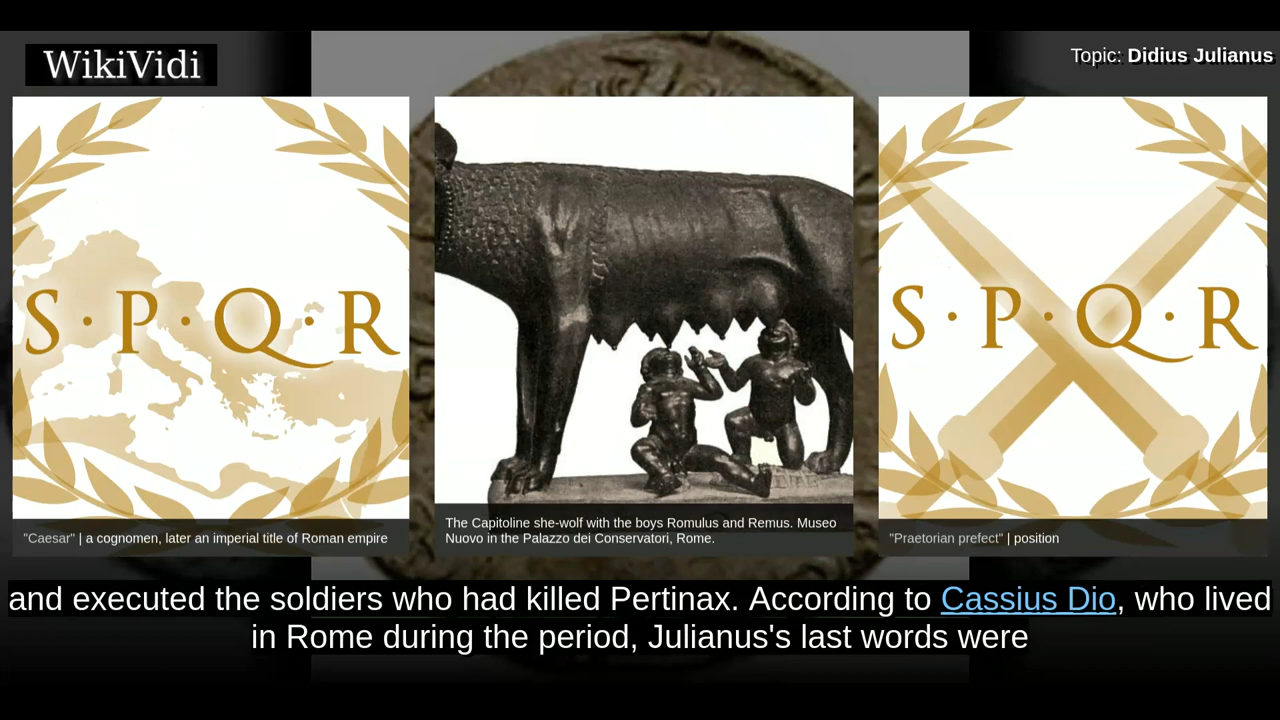 WikiVidi
Topic: Didius Julianus
S·P·Q·R
S·P·Q·R
"Caesar" | a cognomen, later an imperial title of Roman empire
The Capitoline she-wolf with the boys Romulus and Remus. Museo
Nuovo in the Palazzo dei Conservatori, Rome.
"Praetorian prefect" | position
and executed the soldiers who had killed Pertinax. According to Cassius Dio, who lived
in Rome during the period, Julianus's last words were